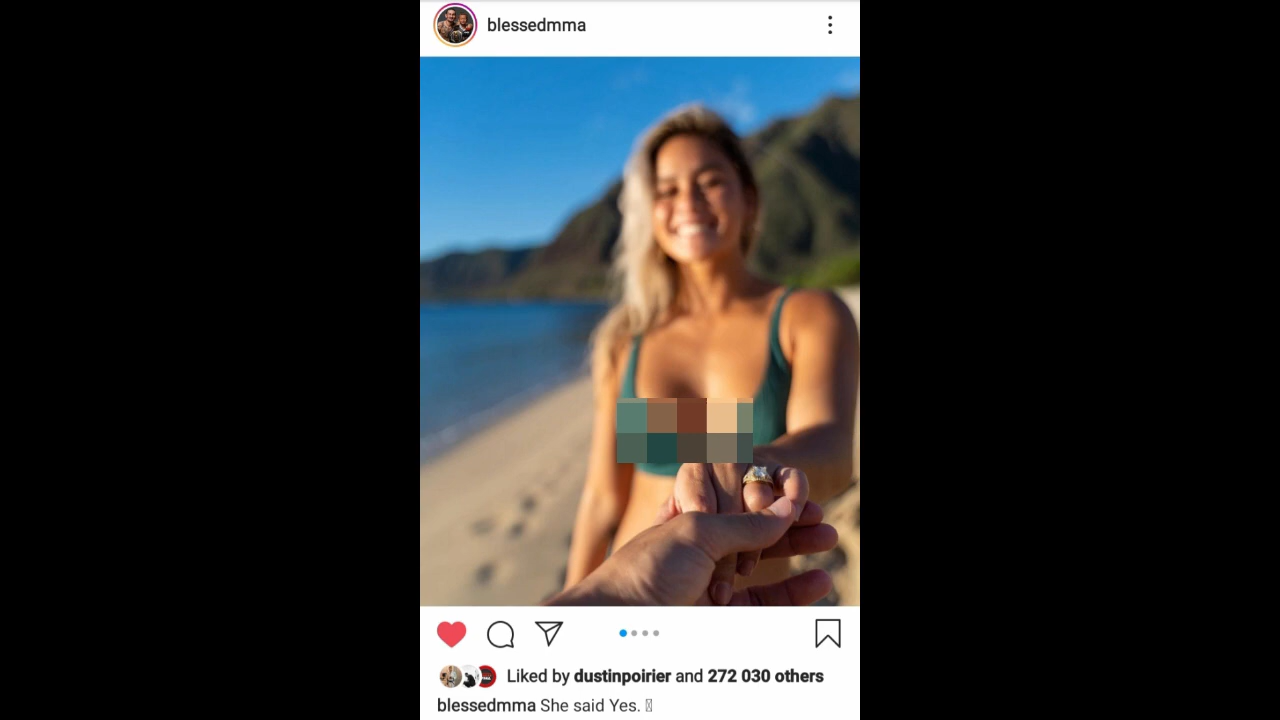 blessedmma
Liked by dustinpoirier and 272 030 others
blessedmma She said Yes.